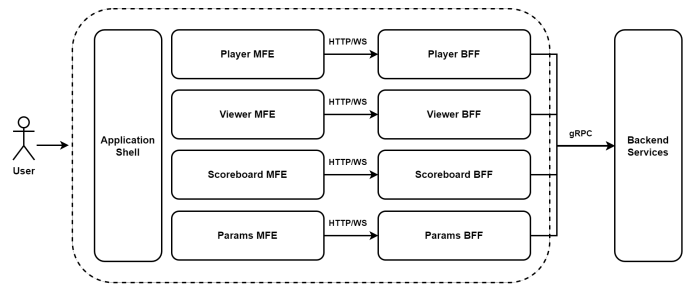 Player MFE
HTTP/WS
Player BFF
Viewer MFE
HTTP/WS
Viewer BFF
User
Application
Shell
gRPC
Backend
Services
Scoreboard MFE
HTTP/WS
Scoreboard BFF
Params MFE
HTTP/WS
Params BFF